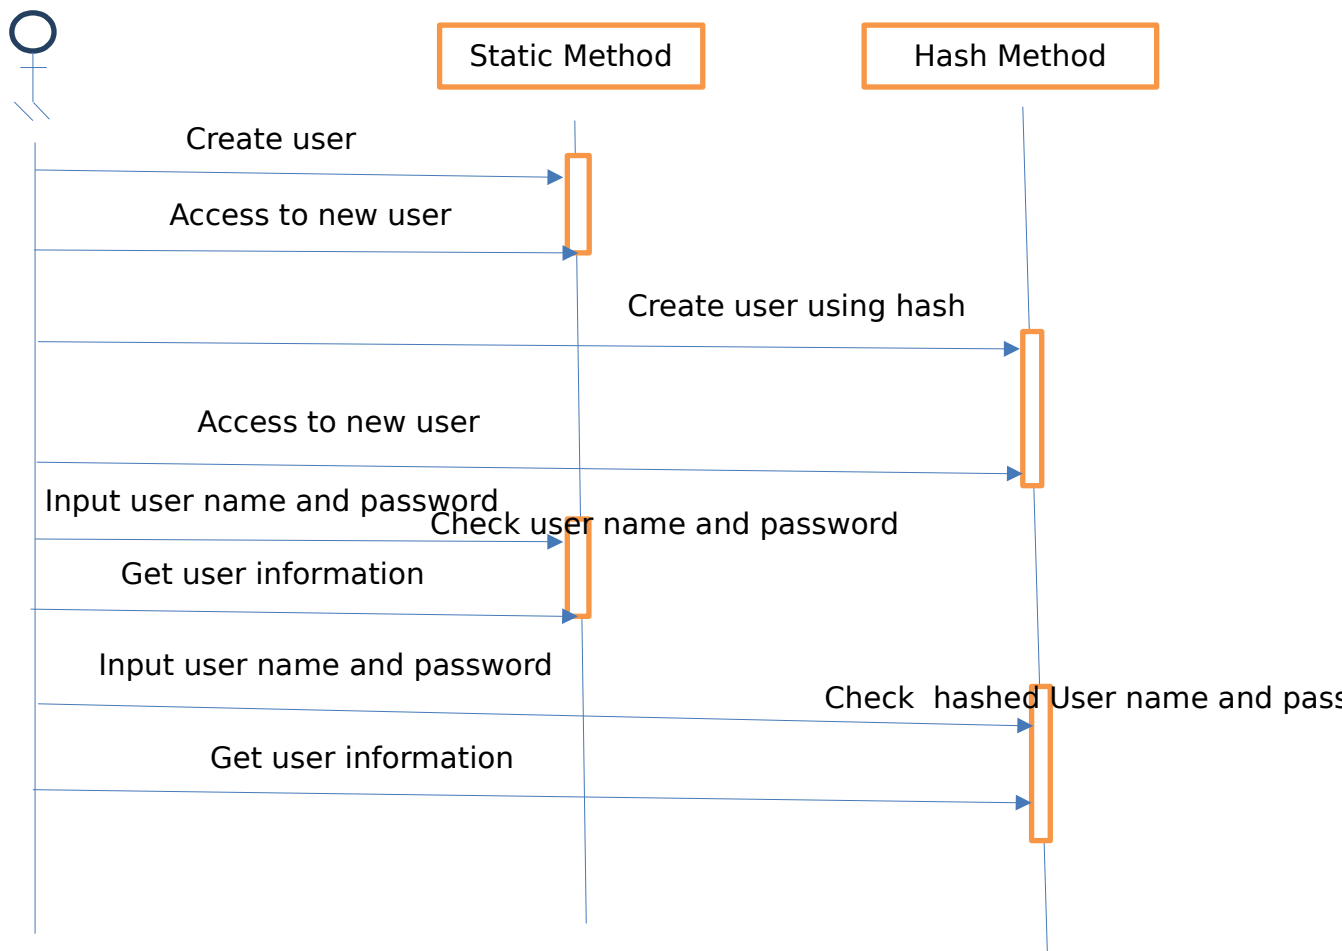 Static Method
Hash Method
Create user
Access to new user
Create user using hash
Access to new user
Input user name and password
Check user name and password
Get user information
Input user name and password
Check  hashed User name and pass
Get user information